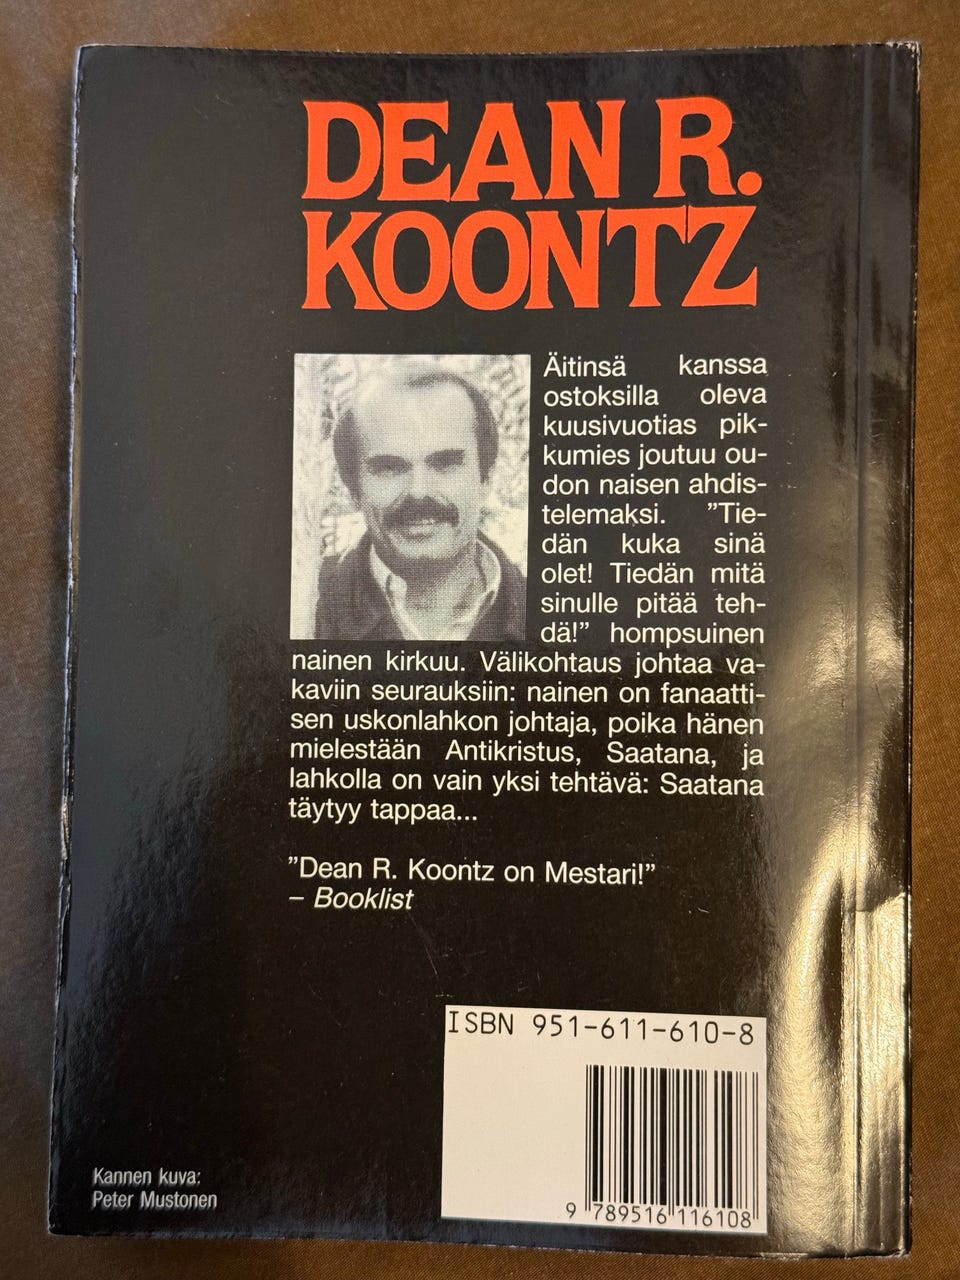 DEAN R.
KOONTZ
Äitinsä kanssa
ostoksilla oleva
kuusivuotias pik-
kumies joutuu ou-
don naisen ahdis-
telemaksi. ”Tie-
dän kuka sinä
olet! Tiedän mitä
sinulle pitää teh-
dä!” hompsuinen
nainen kirkuu. Välikohtaus johtaa va-
kaviin seurauksiin: nainen on fanaatti-
sen uskonlahkon johtaja, poika hänen
mielestään Antikristus, Saatana, ja
lahkolla on vain yksi tehtävä: Saatana
täytyy tappaa...
”Dean R. Koontz on Mestari!”
– Booklist
ISBN 951-611-610-8
9 789516 116108
Kannen kuva:
Peter Mustonen